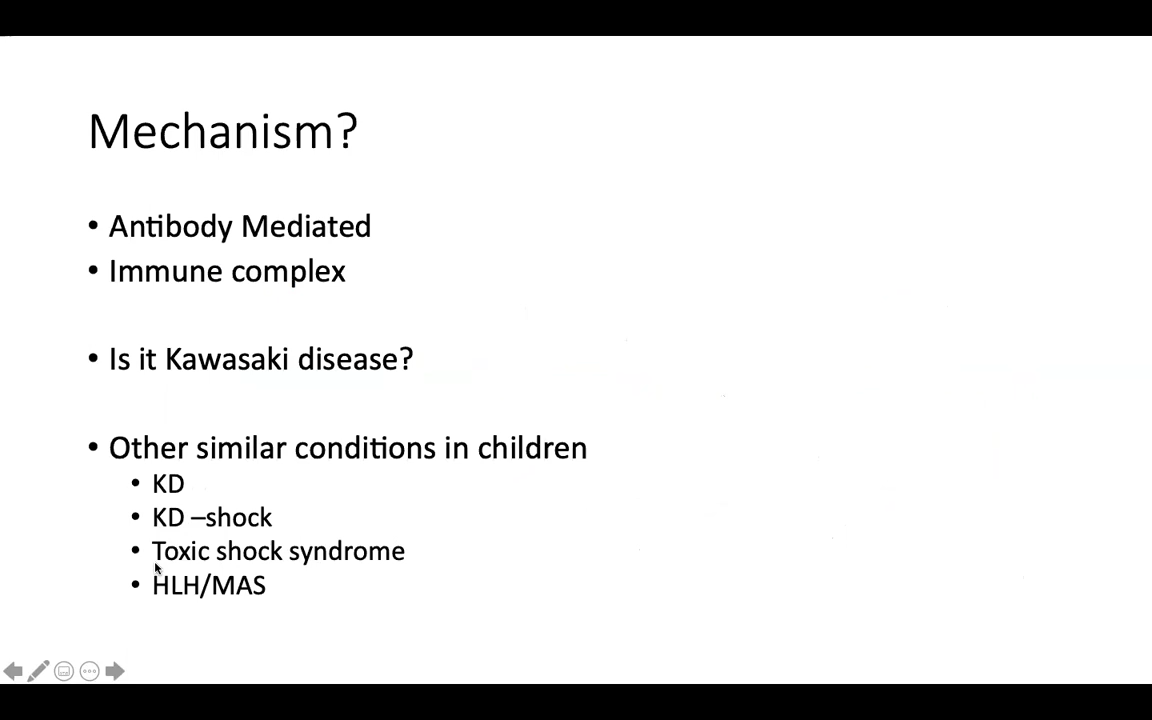 Mechanism?
• Antibody Mediated
• Immune complex
• Is it Kawasaki disease?
• Other similar conditions in children
• KD
• KD –shock
• Toxic shock syndrome
• HLH/MAS